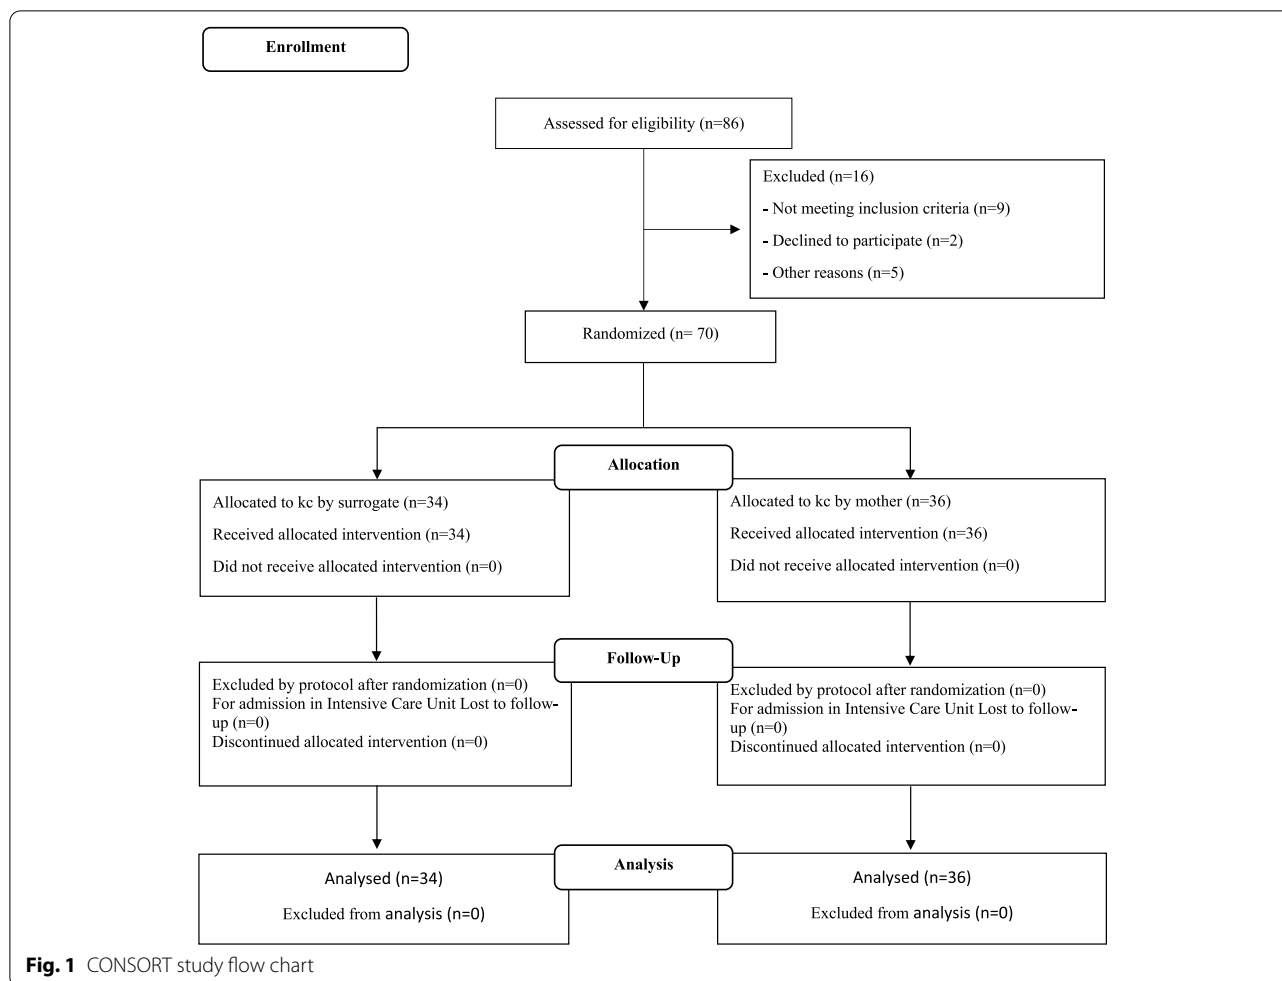 Enrollment
Assessed for eligibility (n=86)
Excluded (n=16)
- Not meeting inclusion criteria (n=9)
- Declined to participate (n=2)
- Other reasons (n=5)
Randomized (n= 70)
Allocation
Allocated to kc by surrogate (n=34)
Received allocated intervention (n=34)
Did not receive allocated intervention (n=0)
Allocated to kc by mother (n=36)
Received allocated intervention (n=36)
Did not receive allocated intervention (n=0)
Follow-Up
Excluded by protocol after randomization (n=0)
For admission in Intensive Care Unit Lost to follow-
up (n=0)
Discontinued allocated intervention (n=0)
Excluded by protocol after randomization (n=0)
For admission in Intensive Care Unit Lost to follow-
up (n=0)
Discontinued allocated intervention (n=0)
Analysis
Analysed (n=34)
Excluded from analysis (n=0)
Analysed (n=36)
Excluded from analysis (n=0)
Fig. 1 CONSORT study flow chart